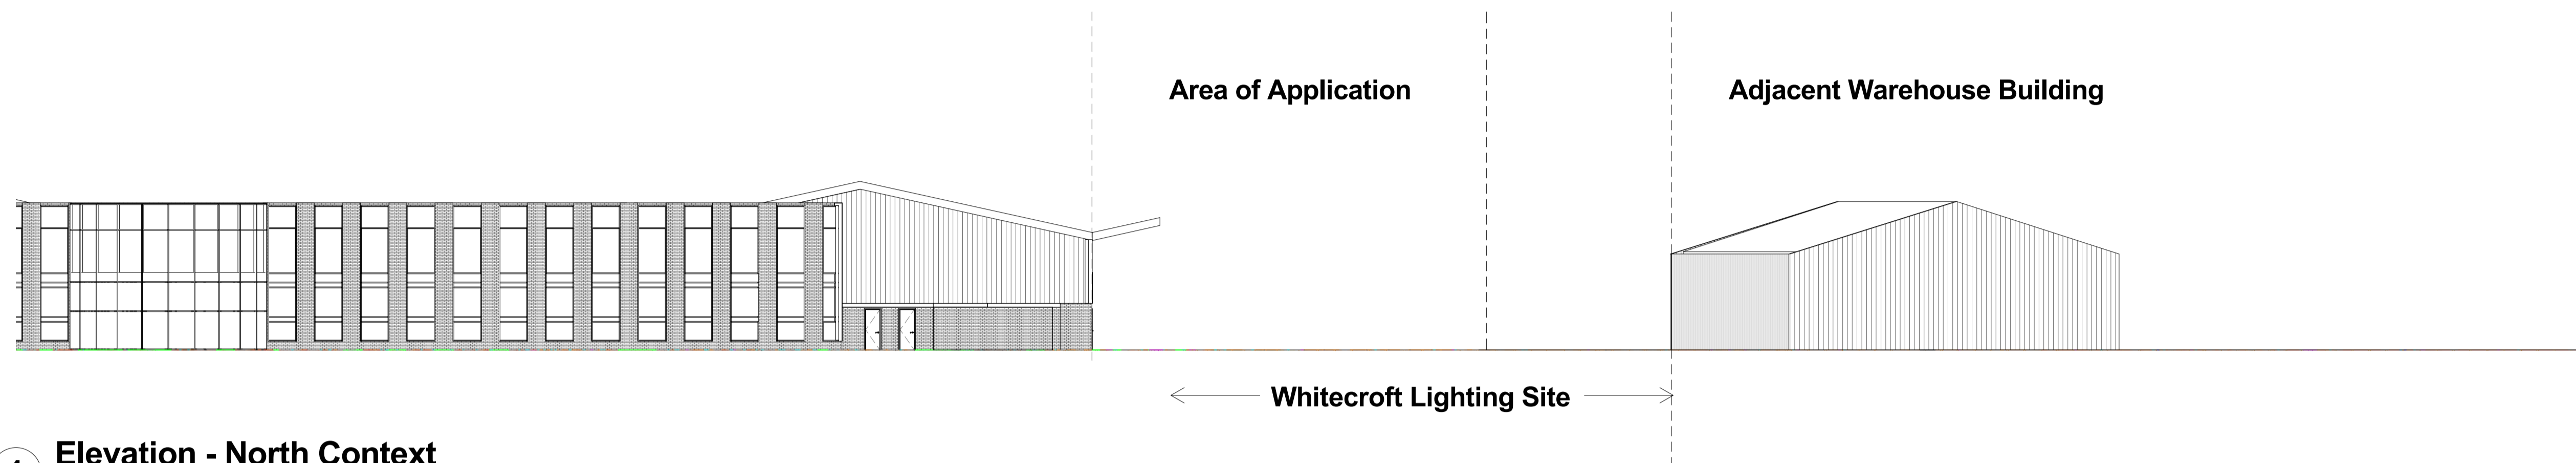 Area of Application
Adjacent Warehouse Building
Whitecroft Lighting Site
Elevation - North Context